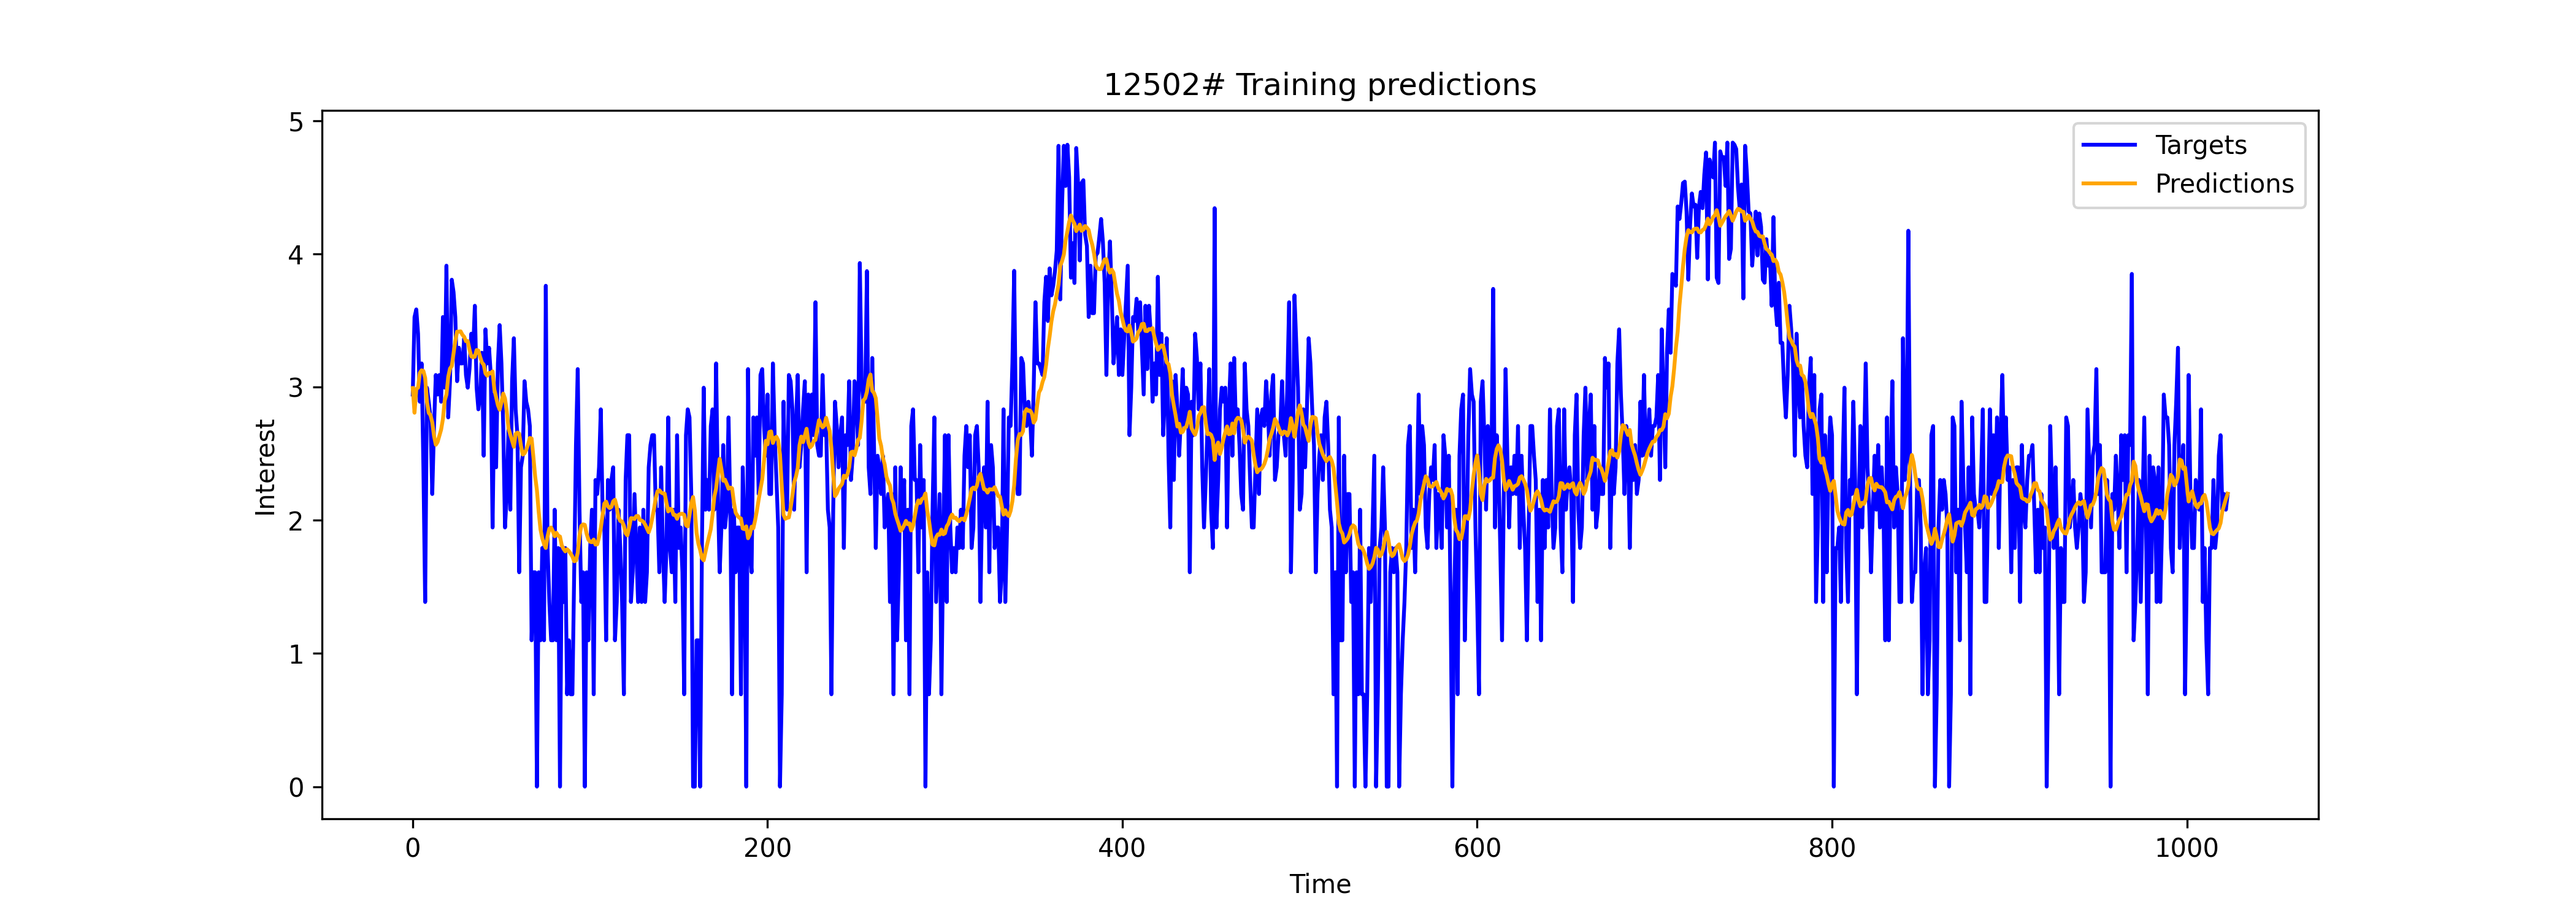 12502# Training predictions
Targets
Predictions
Interest
5
4
3
2
1
0
0 200 400 600 800 1000
Time